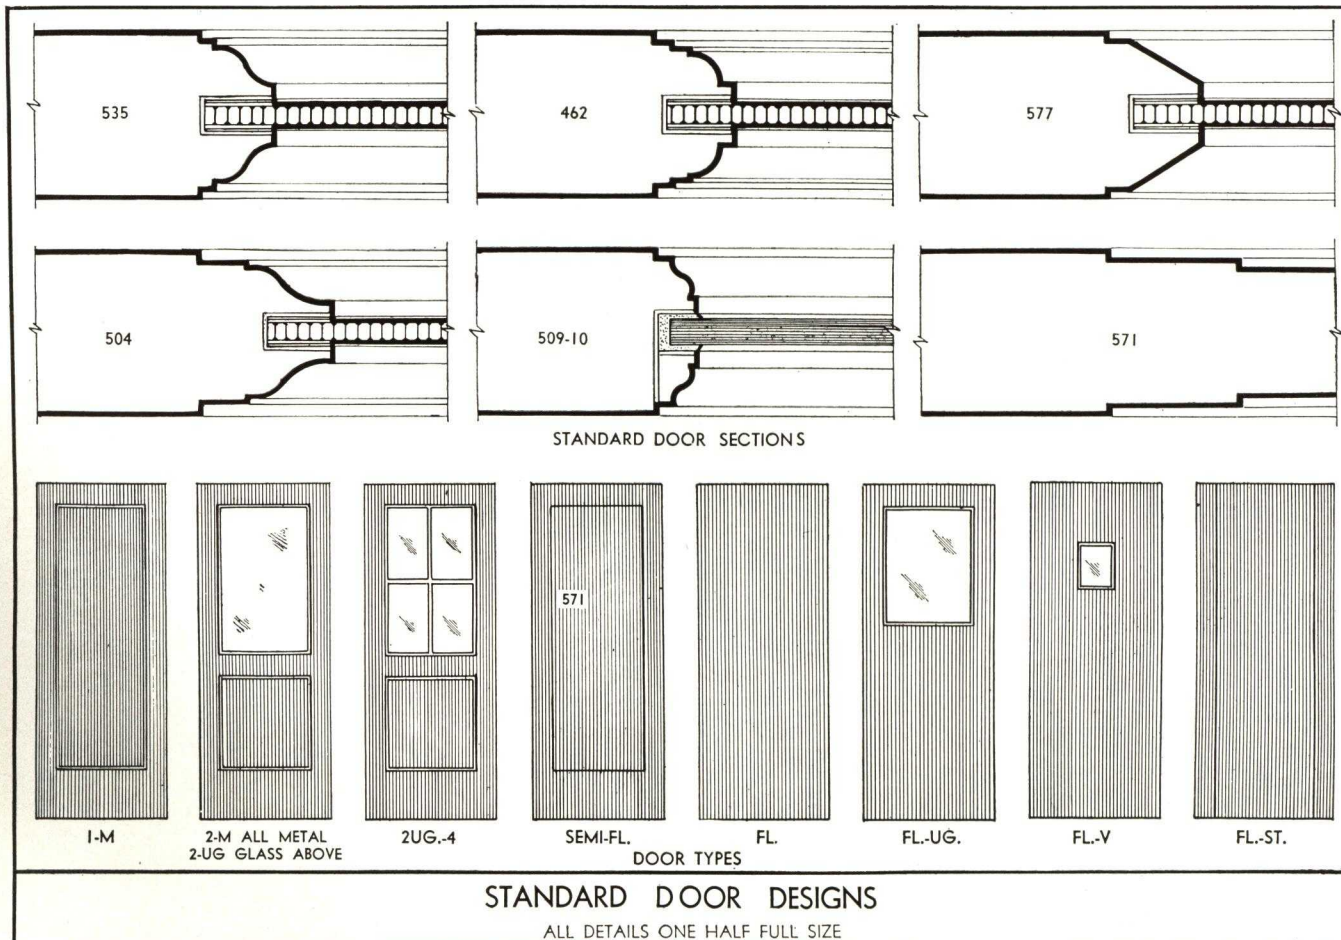 535
462
577
504
509-10
571
STANDARD DOOR SECTIONS
571
1-M
2-M ALL METAL
2-UG GLASS ABOVE
2UG.-4
SEMI-FL.
FL.
FL.-UG.
FL.-V
FL.-ST.
DOOR TYPES
STANDARD DOOR DESIGNS
ALL DETAILS ONE HALF FULL SIZE